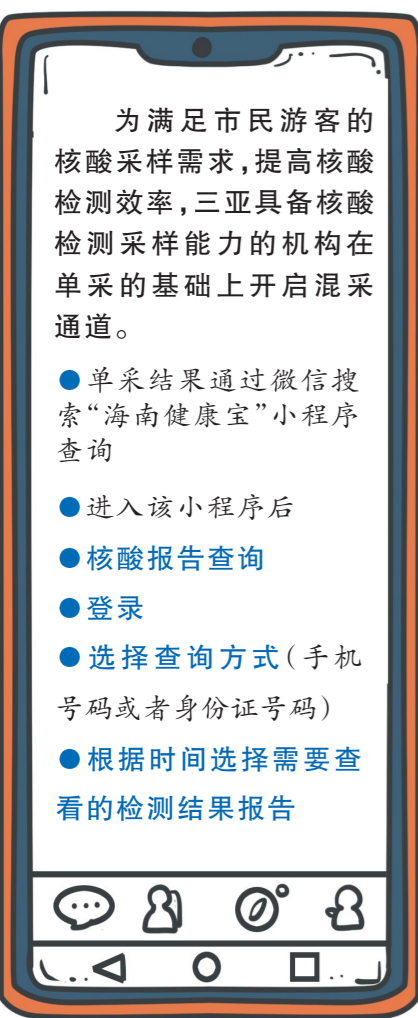 为满足市民游客的
核酸采样需求,提高核酸
检测效率,三亚具备核酸
检测采样能力的机构在
单采的基础上开启混采
通道。
●单采结果通过微信搜
索“海南健康宝”小程序
查询
●进入该小程序后
●核酸报告查询
●登录
●选择查询方式(手机
号码或者身份证号码)
●根据时间选择需要查
看的检测结果报告